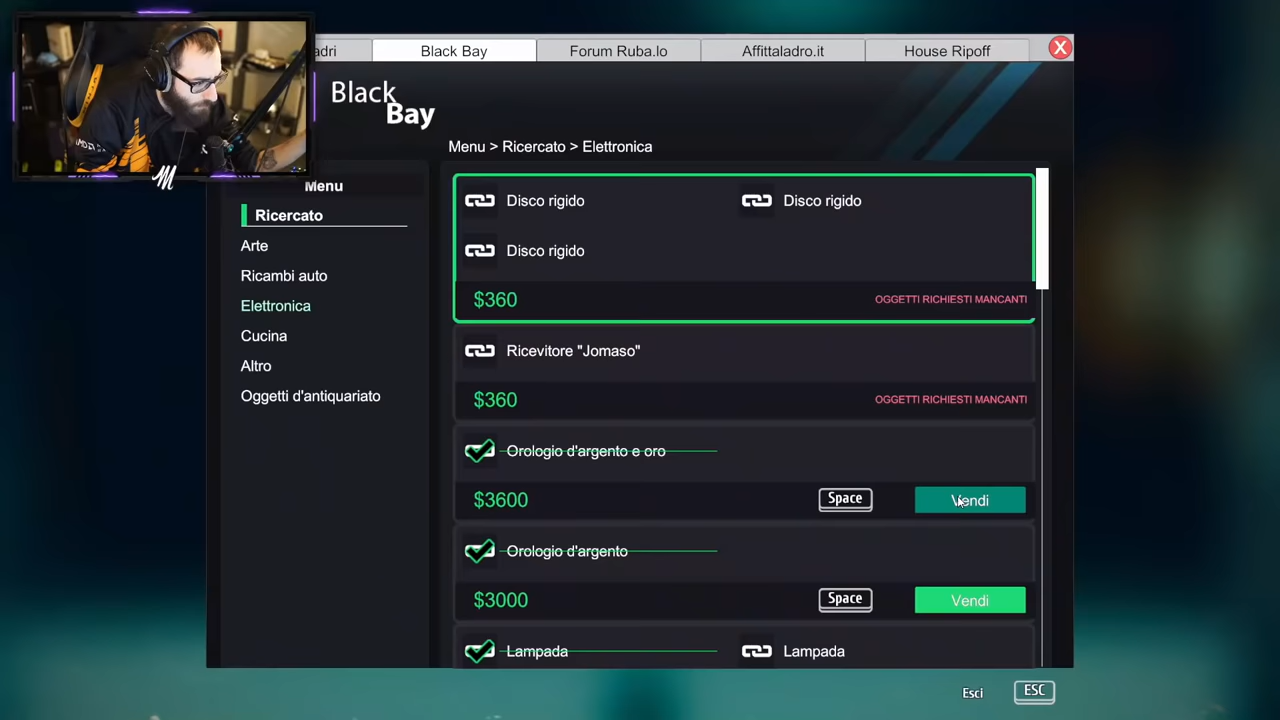 adri
Black Bay
Forum Ruba.lo
Affittaladro.it
House Ripoff
X
Black
Bay
Menu > Ricercato > Elettronica
Menu
Ricercato
Arte
Ricambi auto
Elettronica
Cucina
Altro
Oggetti d'antiquariato
Disco rigido
Disco rigido
Disco rigido
$360
OGGETTI RICHIESTI MANCANTI
Ricevitore "Jomaso"
$360
OGGETTI RICHIESTI MANCANTI
Orologio d'argento e oro
$3600
Space
Vendi
Orologio d'argento
$3000
Space
Vendi
Lampada
Lampada
Esci
ESC